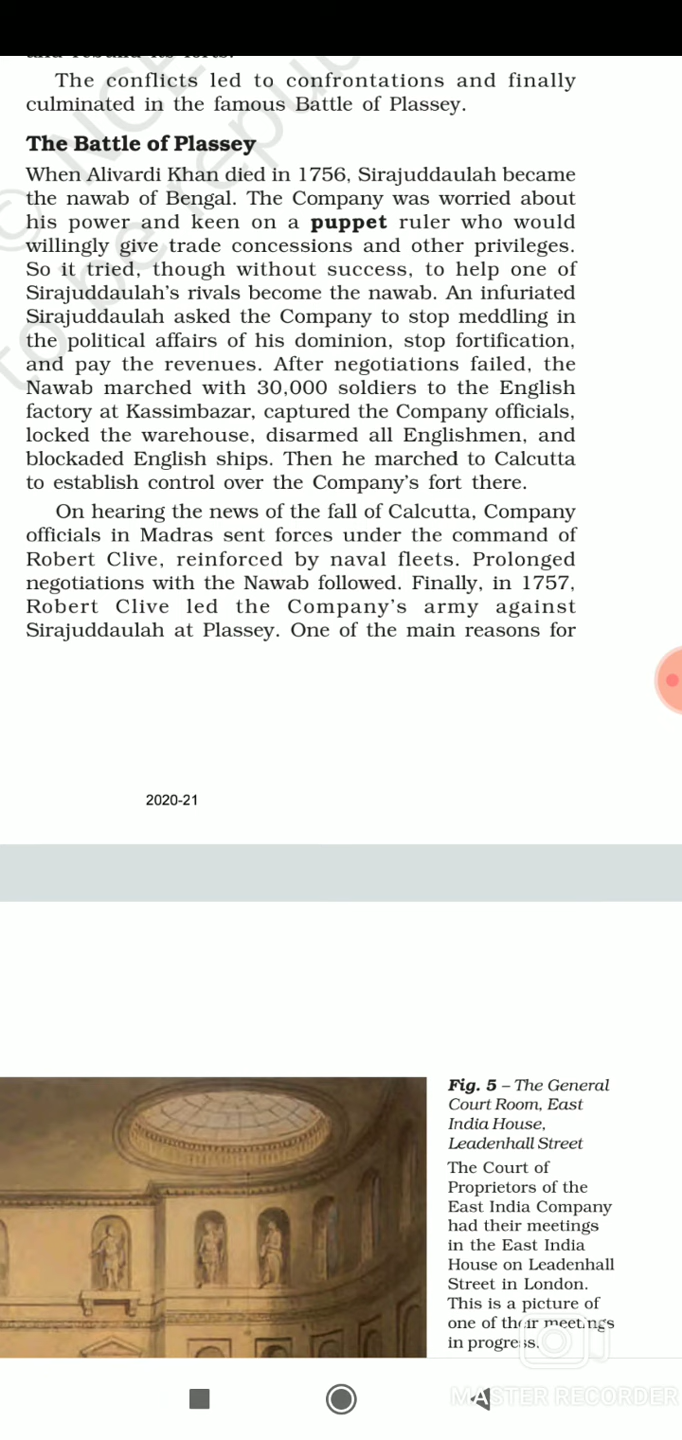 and rebuild its forts.
The conflicts led to confrontations and finally
culminated in the famous Battle of Plassey.
The Battle of Plassey
When Alivardi Khan died in 1756, Sirajuddaulah became
the nawab of Bengal. The Company was worried about
his power and keen on a puppet ruler who would
willingly give trade concessions and other privileges.
So it tried, though without success, to help one of
Sirajuddaulah's rivals become the nawab. An infuriated
Sirajuddaulah asked the Company to stop meddling in
the political affairs of his dominion, stop fortification,
and pay the revenues. After negotiations failed, the
Nawab marched with 30,000 soldiers to the English
factory at Kassimbazar, captured the Company officials,
locked the warehouse, disarmed all Englishmen, and
blockaded English ships. Then he marched to Calcutta
to establish control over the Company's fort there.
On hearing the news of the fall of Calcutta, Company
officials in Madras sent forces under the command of
Robert Clive, reinforced by naval fleets. Prolonged
negotiations with the Nawab followed. Finally, in 1757,
Robert Clive led the Company's army against
Sirajuddaulah at Plassey. One of the main reasons for
2020-21
Fig. 5 – The General
Court Room, East
India House,
Leadenhall Street
The Court of
Proprietors of the
East India Company
had their meetings
in the East India
House on Leadenhall
Street in London.
This is a picture of
one of their meetings
in progress.
MASTER RECORDER
© NCE
to be repu